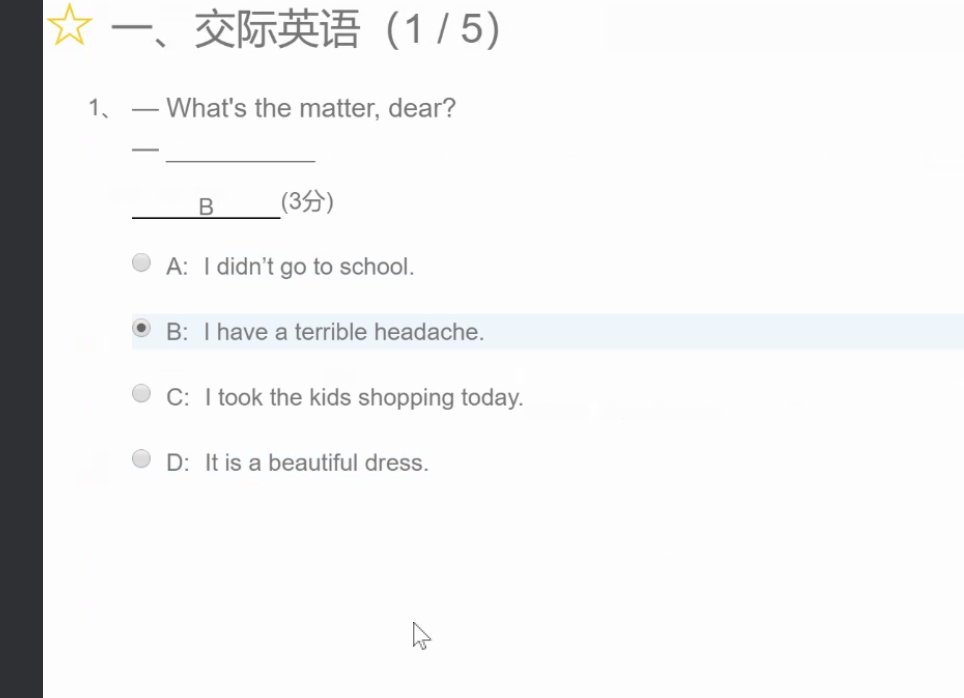 一、交际英语（1 / 5）
1、 — What's the matter, dear?
— ___________
B (3分)
A: I didn’t go to school.
B: I have a terrible headache.
C: I took the kids shopping today.
D: It is a beautiful dress.